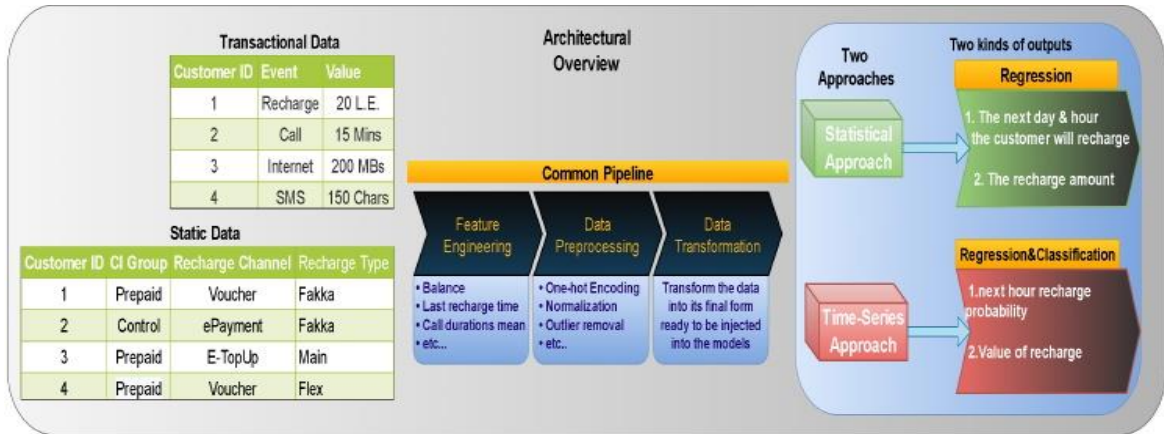 Architectural
Overview
Transactional Data
Customer ID Event Value
1 Recharge 20 L.E.
2 Call 15 Mins
3 Internet 200 MBs
4 SMS 150 Chars
Static Data
Customer ID CI Group Recharge Channel Recharge Type
1 Prepaid Voucher Fakka
2 Control ePayment Fakka
3 Prepaid E-TopUp Main
4 Prepaid Voucher Flex
Common Pipeline
Feature
Engineering
• Balance
• Last recharge time
• Call durations mean
• etc...
Data
Preprocessing
• One-hot Encoding
• Normalization
• Outlier removal
• etc..
Data
Transformation
Transform the data
into its final form
ready to be injected
into the models
Two
Approaches
Statistical
Approach
Time-Series
Approach
Two kinds of outputs
Regression
1. The next day & hour
the customer will recharge
2. The recharge amount
Regression&Classification
1.next hour recharge
probability
2.Value of recharge